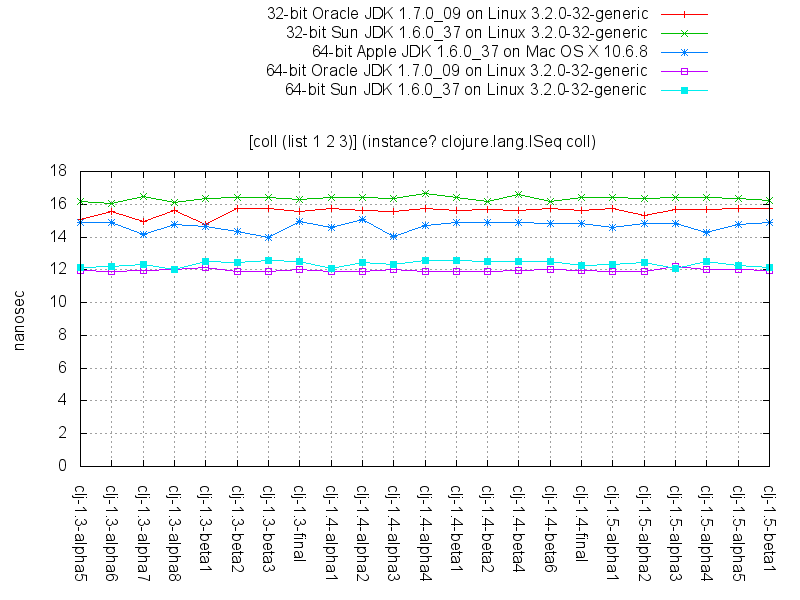 32-bit Oracle JDK 1.7.0_09 on Linux 3.2.0-32-generic
32-bit Sun JDK 1.6.0_37 on Linux 3.2.0-32-generic
64-bit Apple JDK 1.6.0_37 on Mac OS X 10.6.8
64-bit Oracle JDK 1.7.0_09 on Linux 3.2.0-32-generic
64-bit Sun JDK 1.6.0_37 on Linux 3.2.0-32-generic
[coll (list 1 2 3)] (instance? clojure.lang.ISeq coll)
18
16
14
12
10
8
6
4
2
0
nanosec
clj-1.3-alpha5
clj-1.3-alpha6
clj-1.3-alpha7
clj-1.3-alpha8
clj-1.3-beta1
clj-1.3-beta2
clj-1.3-beta3
clj-1.3-final
clj-1.4-alpha1
clj-1.4-alpha2
clj-1.4-alpha3
clj-1.4-alpha4
clj-1.4-beta1
clj-1.4-beta2
clj-1.4-beta4
clj-1.4-beta6
clj-1.4-final
clj-1.5-alpha1
clj-1.5-alpha2
clj-1.5-alpha3
clj-1.5-alpha4
clj-1.5-alpha5
clj-1.5-beta1